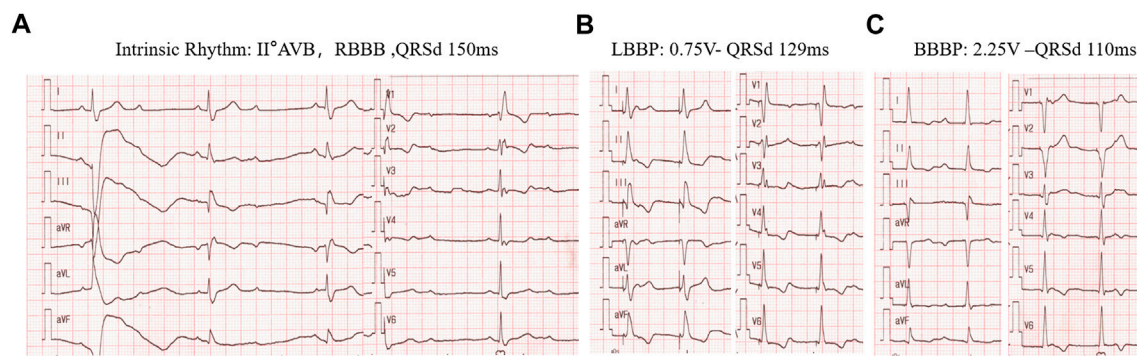 A
Intrinsic Rhythm: II°AVB, RBBB ,QRSd 150ms
I
II
III
aVR
aVL
aVF
V1
V2
V3
V4
V5
V6
B
LBBP: 0.75V- QRSd 129ms
I
II
III
aVR
aVL
aVF
V1
V2
V3
V4
V5
V6
C
BBBP: 2.25V –QRSd 110ms
I
II
III
aVR
aVL
aVF
V1
V2
V3
V4
V5
V6